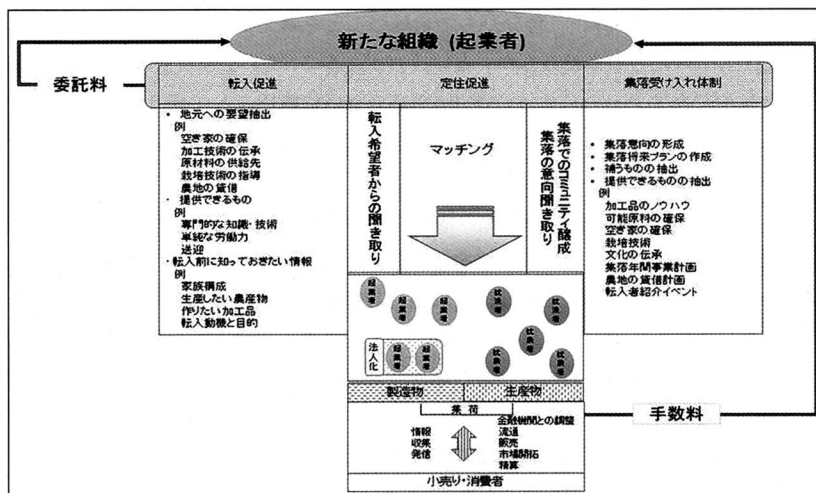 新たな組織 (起業者)
委託料
転入促進
定住促進
集落受け入れ体制
・ 地元への要望抽出
例
空き家の確保
加工技術の伝承
原材料の供給先
栽培技術の指導
農地の貸借
・提供できるもの
例
専門的な知識・技術
単純な労働力
送迎
・転入前に知っておきたい情報
例
家族構成
生産したい農産物
作りたい加工品
転入動機と目的
転入希望者からの聞き取り
マッチング
集落でのコミュニティ醸成
集落の意向聞き取り
・ 集落意向の形成
・ 集落将来プランの作成
・ 補うものの抽出
・ 提供できるものの抽出
例
加工品のノウハウ
可能原料の確保
空き家の確保
栽培技術
文化の伝承
集落年間事業計画
農地の貸借計画
転入者紹介イベント
起業者
起業者
起業者
就農者
就農者
就農者
就農者
就農者
法人化
起業者
起業者
製造物
生産物
集荷
情報
収集
発信
金融機関との調整
流通
販売
市場開拓
精算
手数料
小売り・消費者